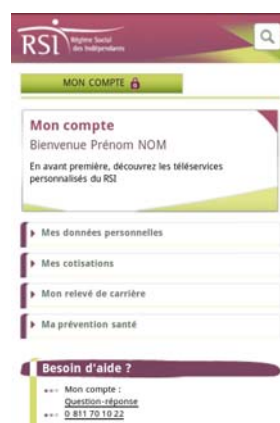 RSI Régime Social
des Indépendants
MON COMPTE
Mon compte
Bienvenue Prénom NOM
En avant première, découvrez les téléservices
personnalisés du RSI
Mes données personnelles
Mes cotisations
Mon relevé de carrière
Ma prévention santé
Besoin d'aide ?
Mon compte :
Question-réponse
0 811 70 10 22